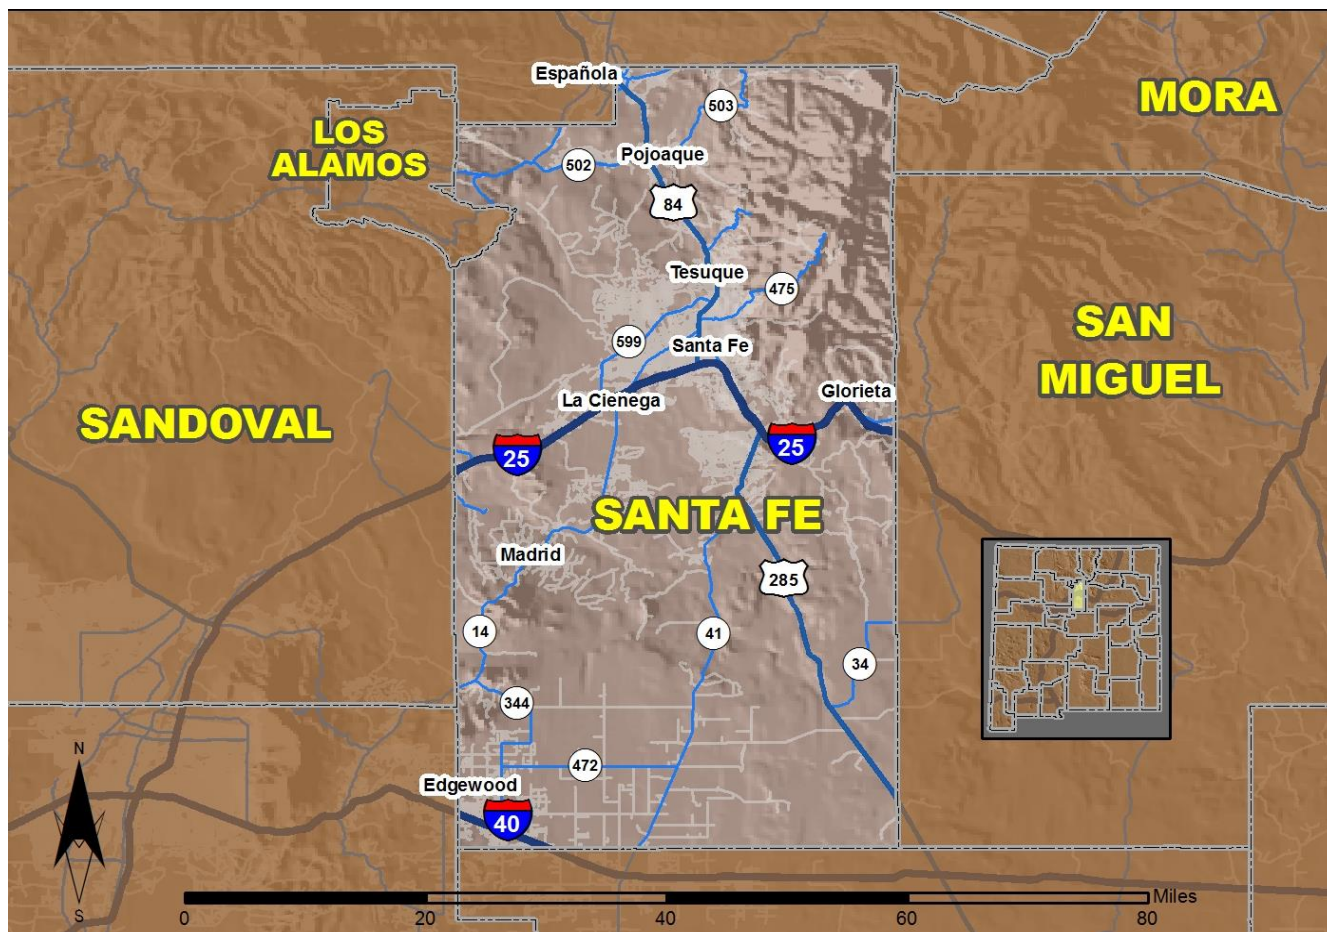 Española
503
MORA
LOS
ALAMOS
Pojoaque
502
84
Tesuque
475
599
Santa Fe
SAN
MIGUEL
Glorieta
La Cienega
SANDOVAL
25
25
SANTA FE
Madrid
285
14
41
34
344
472
Edgewood
40
N
S
Miles
0
20
40
60
80